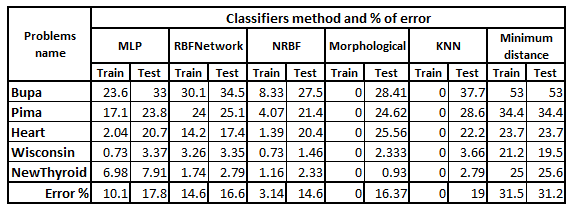 Problems name
Classifiers method and % of error
MLP RBFNetwork NRBF Morphological KNN Minimum distance
Train Test Train Test Train Test Train Test Train Test Train Test
Bupa 23.6 33 30.1 34.5 8.33 27.5 0 28.41 0 37.7 53 53
Pima 17.1 23.8 24 25.1 4.07 21.4 0 24.62 0 28.6 34.4 34.4
Heart 2.04 20.7 14.2 17.4 1.39 20.4 0 25.56 0 22.2 23.7 23.7
Wisconsin 0.73 3.37 3.26 3.35 0.73 1.46 0 2.333 0 3.66 21.2 19.5
NewThyroid 6.98 7.91 1.74 2.79 1.16 2.33 0 0.93 0 2.79 25 25.6
Error % 10.1 17.8 14.6 16.6 3.14 14.6 0 16.37 0 19 31.5 31.2